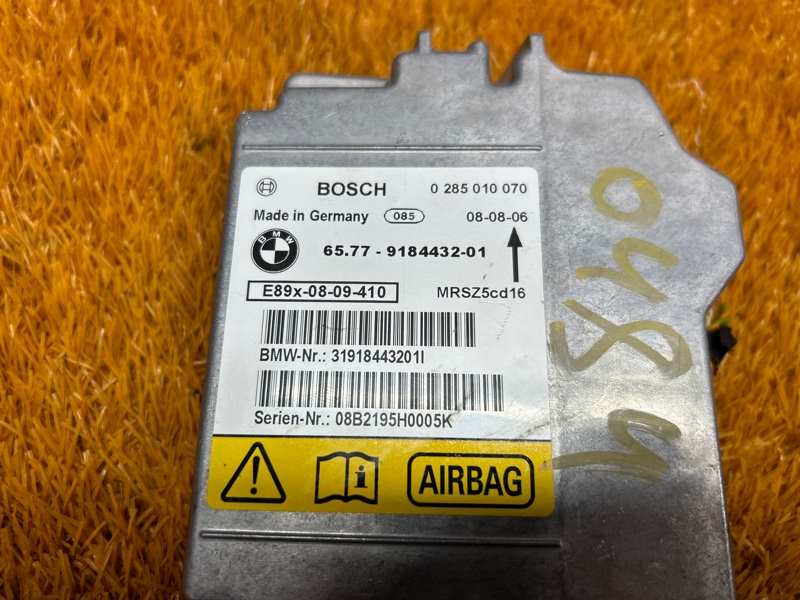 BOSCH 0 285 010 070
Made in Germany 085 08-08-06
BMW 65.77 - 9184432-01
E89x-08-09-410 MRSZ5cd16
BMW-Nr.: 31918443201I
Serien-Nr.: 08B2195H0005K
AIRBAG